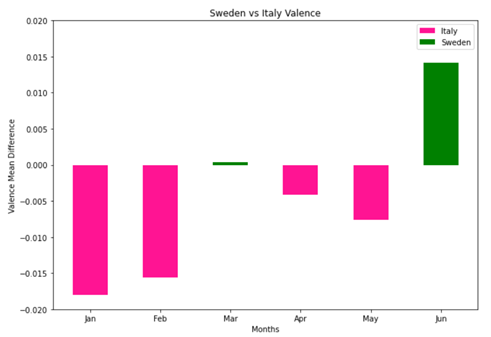 Sweden vs Italy Valence
Italy
Sweden
Valence Mean Difference
0.020
0.015
0.010
0.005
0.000
−0.005
−0.010
−0.015
−0.020
Jan Feb Mar Apr May Jun
Months